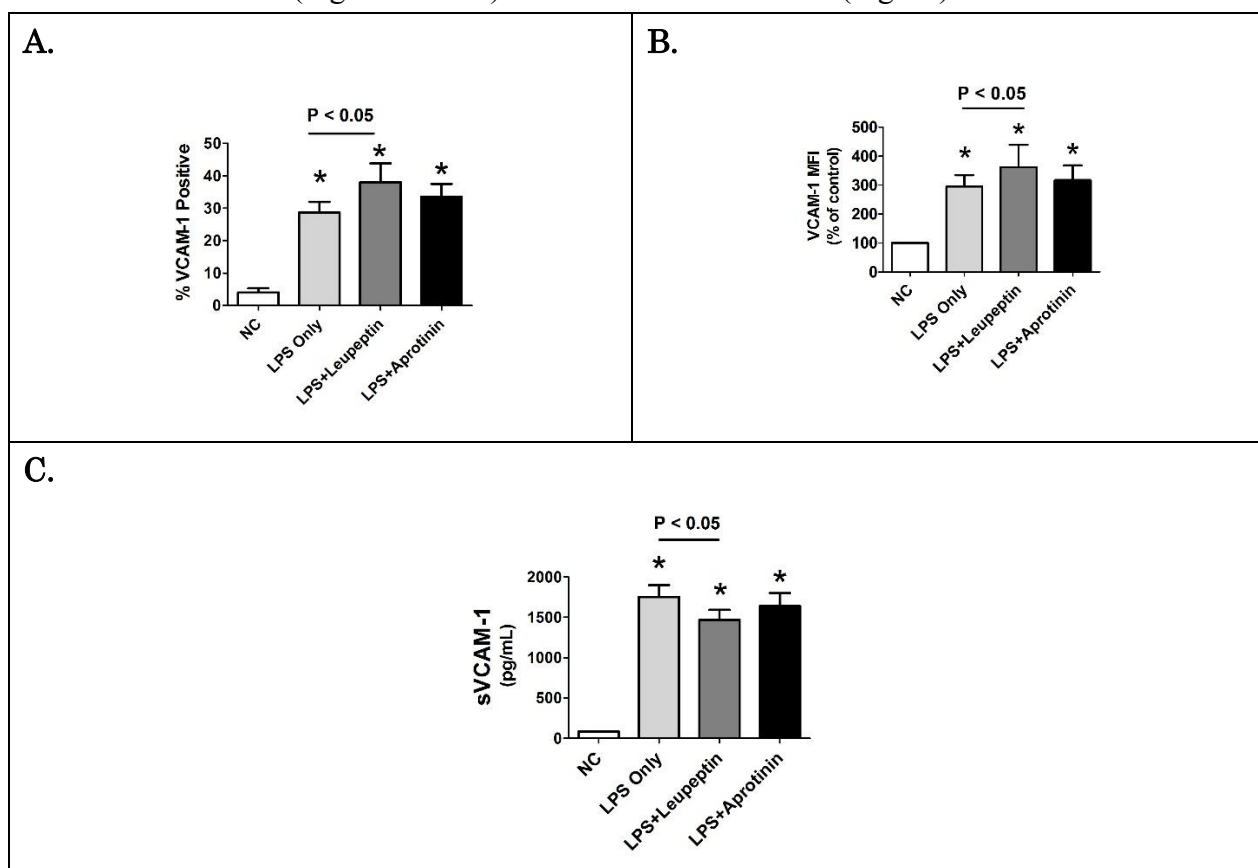 A.
P < 0.05
% VCAM-1 Positive
50
40
30
20
10
0
*
*
*
NC
LPS Only
LPS+Leupeptin
LPS+Aprotinin
B.
P < 0.05
VCAM-1 MFI
(% of control)
500
400
300
200
100
0
*
*
*
NC
LPS Only
LPS+Leupeptin
LPS+Aprotinin
C.
P < 0.05
sVCAM-1
(pg/mL)
2000
1500
1000
500
0
*
*
*
NC
LPS Only
LPS+Leupeptin
LPS+Aprotinin